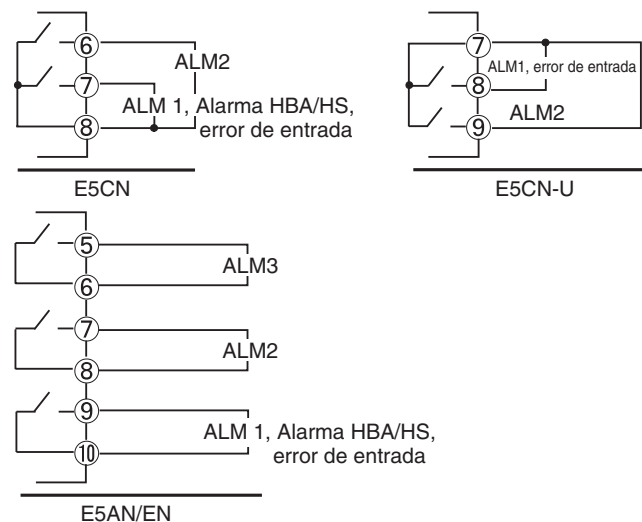 6
ALM2
7
ALM 1, Alarma HBA/HS,
error de entrada
8
E5CN
7
ALM1, error de entrada
8
ALM2
9
E5CN-U
5
ALM3
6
7
ALM2
8
9
ALM 1, Alarma HBA/HS,
error de entrada
10
E5AN/EN